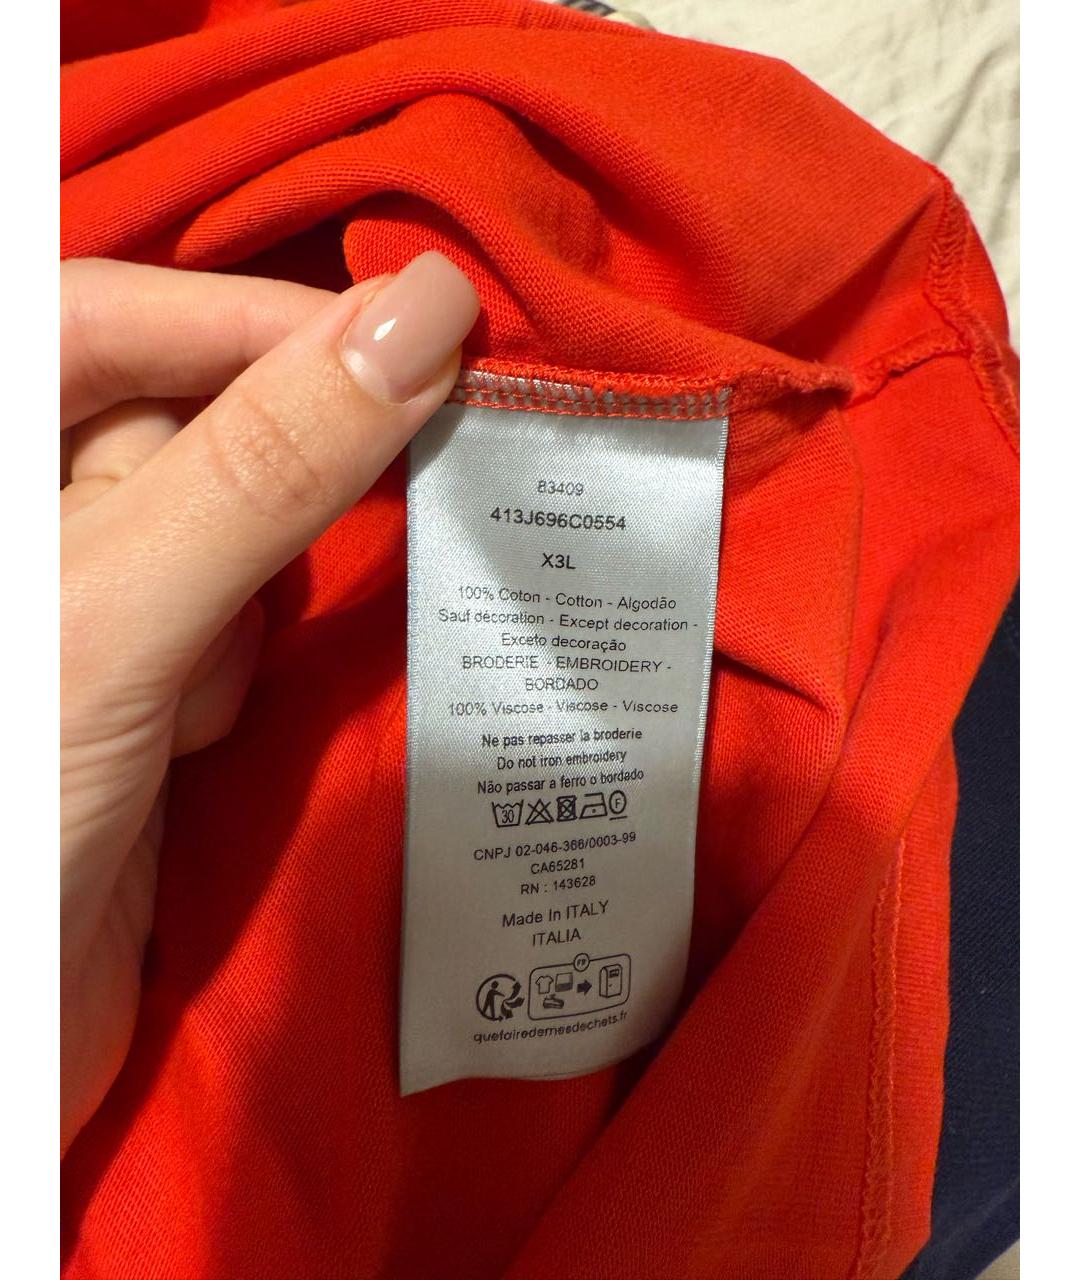 83409
413J696C0554
X3L
100% Coton - Cotton - Algodão
Sauf décoration - Except decoration -
Exceto decoração
BRODERIE - EMBROIDERY -
BORDADO
100% Viscose - Viscose - Viscose
Ne pas repasser la broderie
Do not iron embroidery
Não passar a ferro o bordado
30 F
CNPJ 02-046-366/0003-99
CA65281
RN : 143628
Made In ITALY
ITALIA
FR
quefairedemesdechets.fr